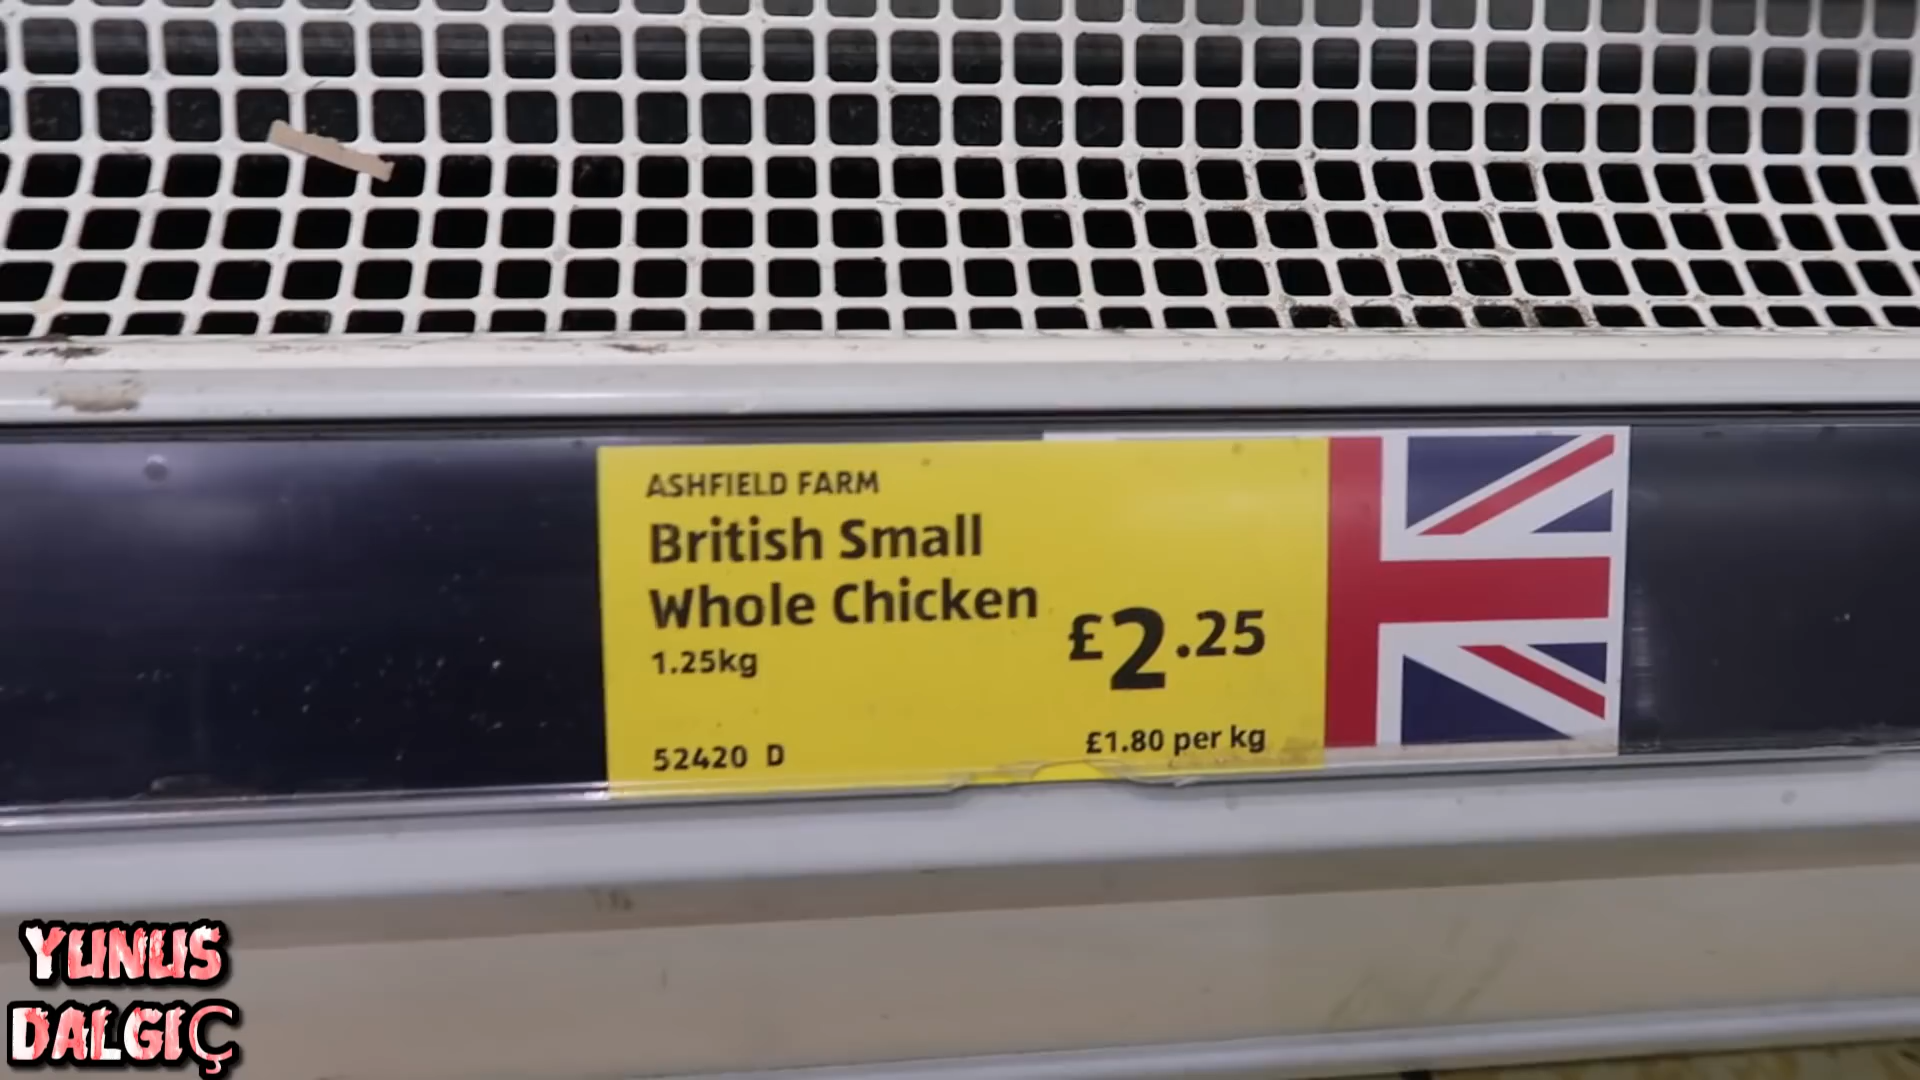 ASHFIELD FARM
British Small
Whole Chicken
1.25kg
£2.25
52420 D
£1.80 per kg
YUNUS
DALGIÇ